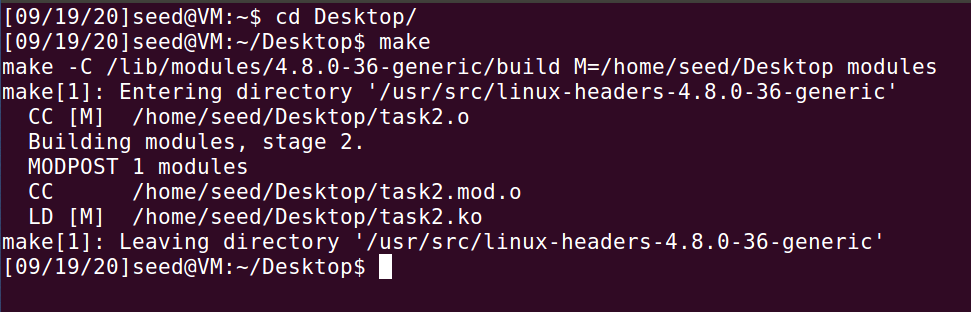 [09/19/20]seed@VM:~$ cd Desktop/
[09/19/20]seed@VM:~/Desktop$ make
make -C /lib/modules/4.8.0-36-generic/build M=/home/seed/Desktop modules
make[1]: Entering directory '/usr/src/linux-headers-4.8.0-36-generic'
  CC [M]  /home/seed/Desktop/task2.o
  Building modules, stage 2.
  MODPOST 1 modules
  CC      /home/seed/Desktop/task2.mod.o
  LD [M]  /home/seed/Desktop/task2.ko
make[1]: Leaving directory '/usr/src/linux-headers-4.8.0-36-generic'
[09/19/20]seed@VM:~/Desktop$